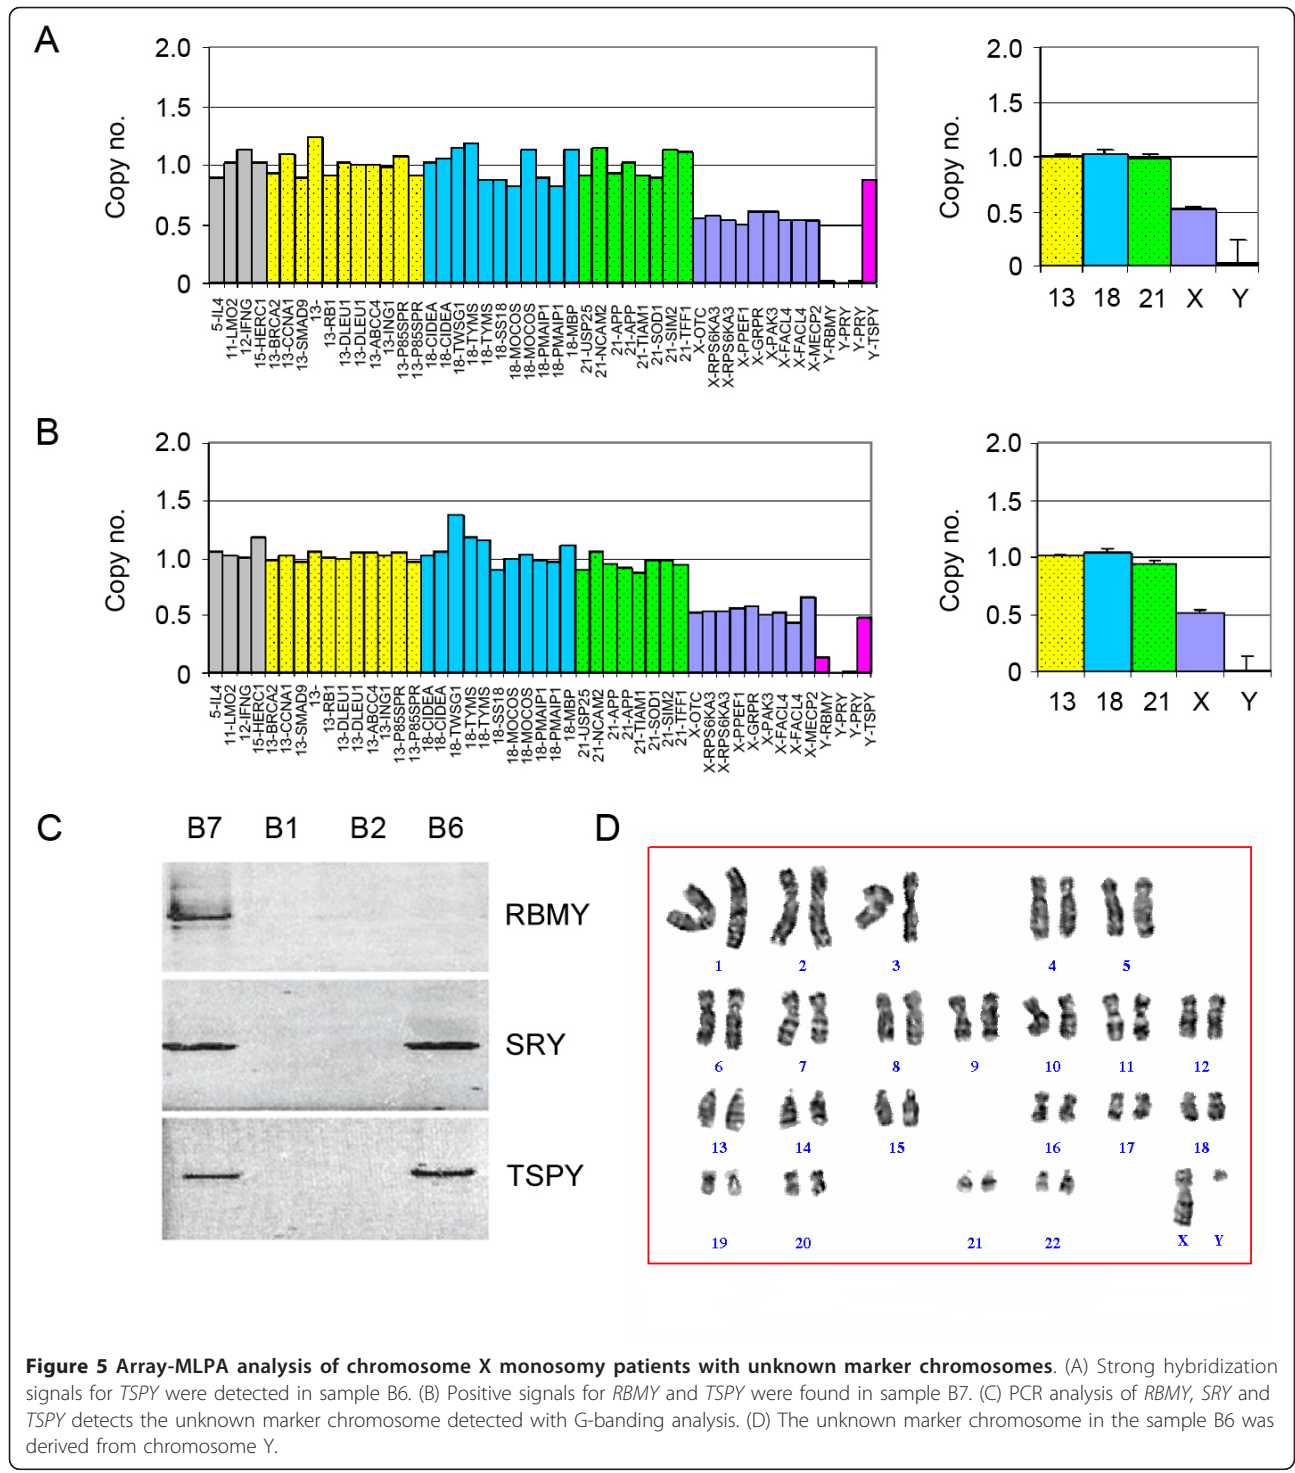 A
2.0
1.5
1.0
0.5
0
Copy no.
5-IL4
11-LMO2
12-IFNG
15-HERC1
13-BRCA2
13-CCNA1
13-SMAD9
13-
13-RB1
13-DLEU1
13-DLEU1
13-ABCC4
13-ING1
13-P85SPR
13-P85SPR
18-CIDEA
18-CIDEA
18-TWSG1
18-TYMS
18-TYMS
18-SS18
18-MOCOS
18-MOCOS
18-PMAIP1
18-PMAIP1
18-MBP
21-USP25
21-NCAM2
21-APP
21-APP
21-TIAM1
21-SOD1
21-SIM2
21-TFF1
X-OTC
X-RPS6KA3
X-RPS6KA3
X-PPEF1
X-GRPR
X-PAK3
X-FACL4
X-FACL4
X-MECP2
Y-RBMY
Y-PRY
Y-PRY
Y-TSPY
2.0
1.5
1.0
0.5
0
Copy no.
13 18 21 X Y
B
2.0
1.5
1.0
0.5
0
Copy no.
5-IL4
11-LMO2
12-IFNG
15-HERC1
13-BRCA2
13-CCNA1
13-SMAD9
13-
13-RB1
13-DLEU1
13-DLEU1
13-ABCC4
13-ING1
13-P85SPR
13-P85SPR
18-CIDEA
18-CIDEA
18-TWSG1
18-TYMS
18-TYMS
18-SS18
18-MOCOS
18-MOCOS
18-PMAIP1
18-PMAIP1
18-MBP
21-USP25
21-NCAM2
21-APP
21-APP
21-TIAM1
21-SOD1
21-SIM2
21-TFF1
X-OTC
X-RPS6KA3
X-RPS6KA3
X-PPEF1
X-GRPR
X-PAK3
X-FACL4
X-FACL4
X-MECP2
Y-RBMY
Y-PRY
Y-PRY
Y-TSPY
2.0
1.5
1.0
0.5
0
Copy no.
13 18 21 X Y
C
B7 B1 B2 B6
RBMY
SRY
TSPY
D
1 2 3 4 5
6 7 8 9 10 11 12
13 14 15 16 17 18
19 20 21 22 X Y
Figure 5 Array-MLPA analysis of chromosome X monosomy patients with unknown marker chromosomes. (A) Strong hybridization
signals for TSPY were detected in sample B6. (B) Positive signals for RBMY and TSPY were found in sample B7. (C) PCR analysis of RBMY, SRY and
TSPY detects the unknown marker chromosome detected with G-banding analysis. (D) The unknown marker chromosome in the sample B6 was
derived from chromosome Y.